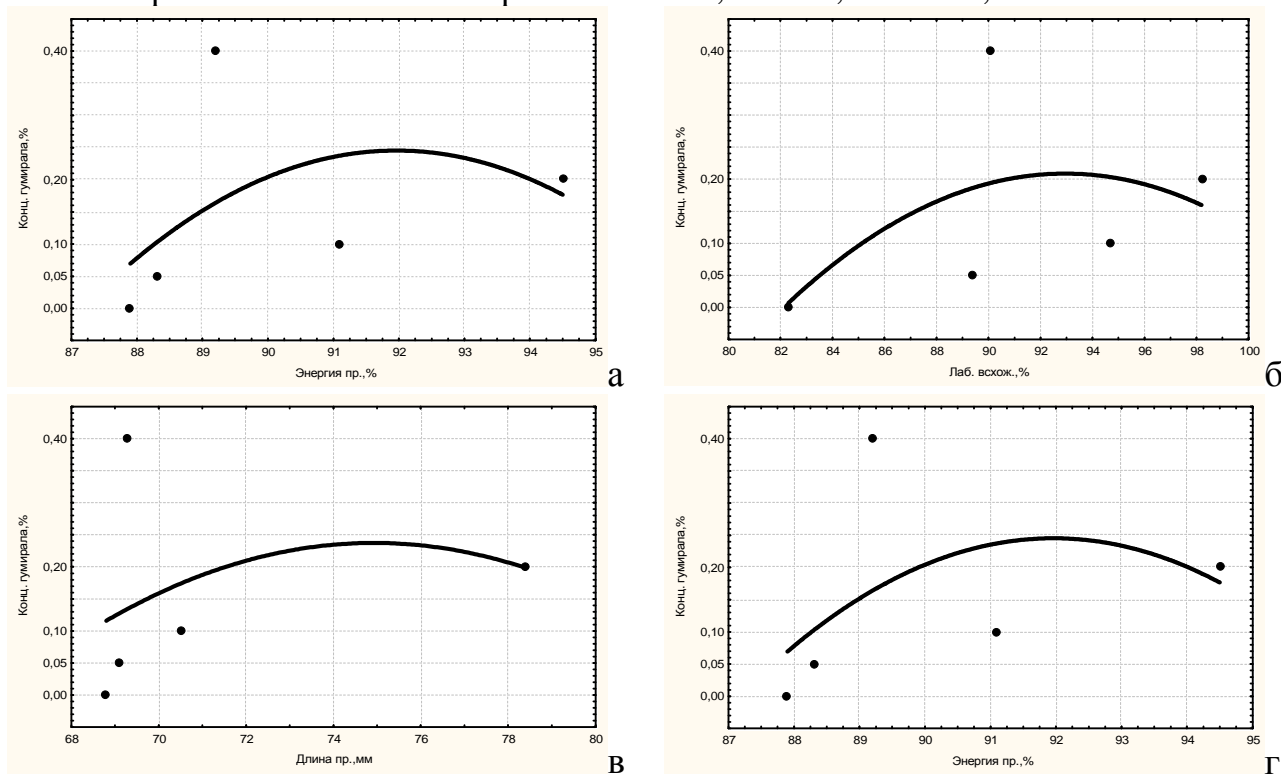 0,40
0,20
0,10
0,05
0,00
Конц. гумирала,%
87 88 89 90 91 92 93 94 95
Энергия пр.,%
а
0,40
0,20
0,10
0,05
0,00
Конц. гумирала,%
80 82 84 86 88 90 92 94 96 98 100
Лаб. всхож.,%
б
0,40
0,20
0,10
0,05
0,00
Конц. гумирала,%
68 70 72 74 76 78 80
Длина пр.,мм
в
0,40
0,20
0,10
0,05
0,00
Конц. гумирала,%
87 88 89 90 91 92 93 94 95
Энергия пр.,%
г